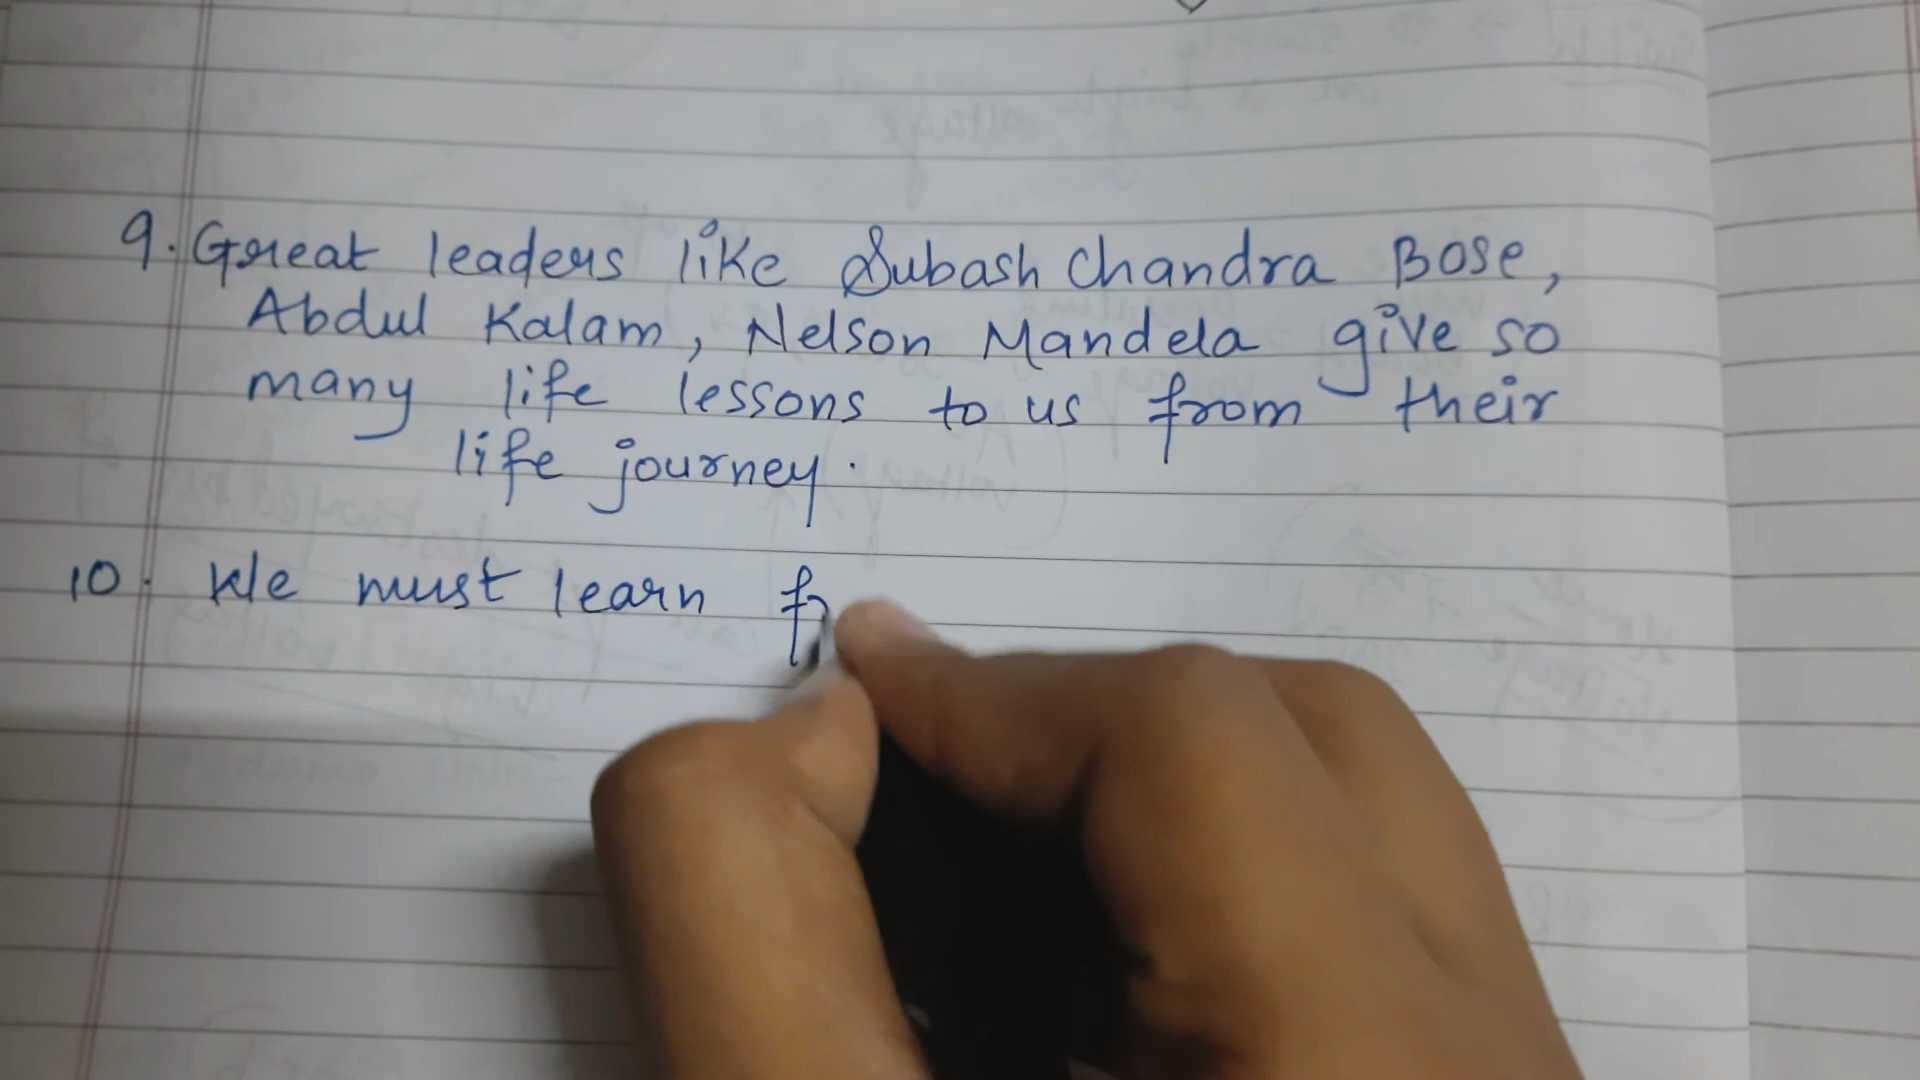 9. Great leaders like Subash Chandra Bose,
Abdul Kalam, Nelson Mandela give so
many life lessons to us from their
life journey.
10. We must learn fr